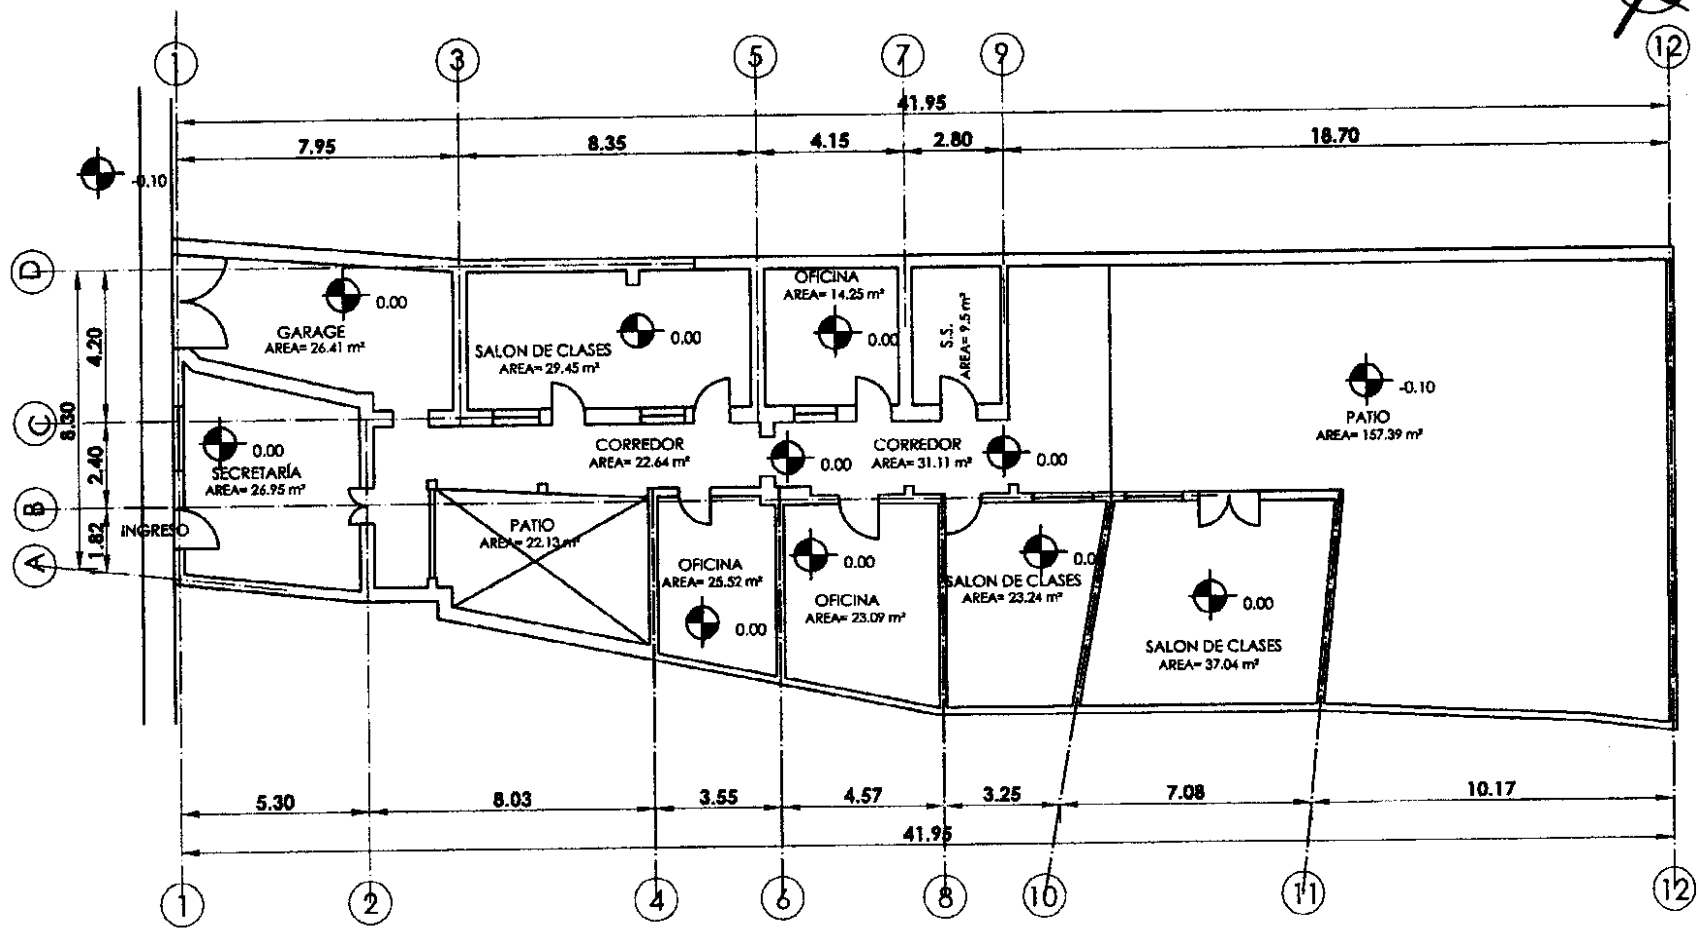 1
3
5
7
9
12
41.95
7.95
8.35
4.15
2.80
18.70
-0.10
D
C
B
A
8.30
4.20
2.40
1.82
GARAGE
AREA= 26.41 m²
0.00
SALON DE CLASES
AREA= 29.45 m²
0.00
OFICINA
AREA= 14.25 m²
0.00
S.S.
AREA= 9.5 m²
-0.10
PATIO
AREA= 157.39 m²
0.00
SECRETARÍA
AREA= 26.95 m²
CORREDOR
AREA= 22.64 m²
0.00
CORREDOR
AREA= 31.11 m²
0.00
INGRESO
PATIO
AREA= 22.13 m²
OFICINA
AREA= 25.52 m²
0.00
0.00
OFICINA
AREA= 23.09 m²
0.00
SALON DE CLASES
AREA= 23.24 m²
0.00
SALON DE CLASES
AREA= 37.04 m²
5.30
8.03
3.55
4.57
3.25
7.08
10.17
41.95
1
2
4
6
8
10
11
12